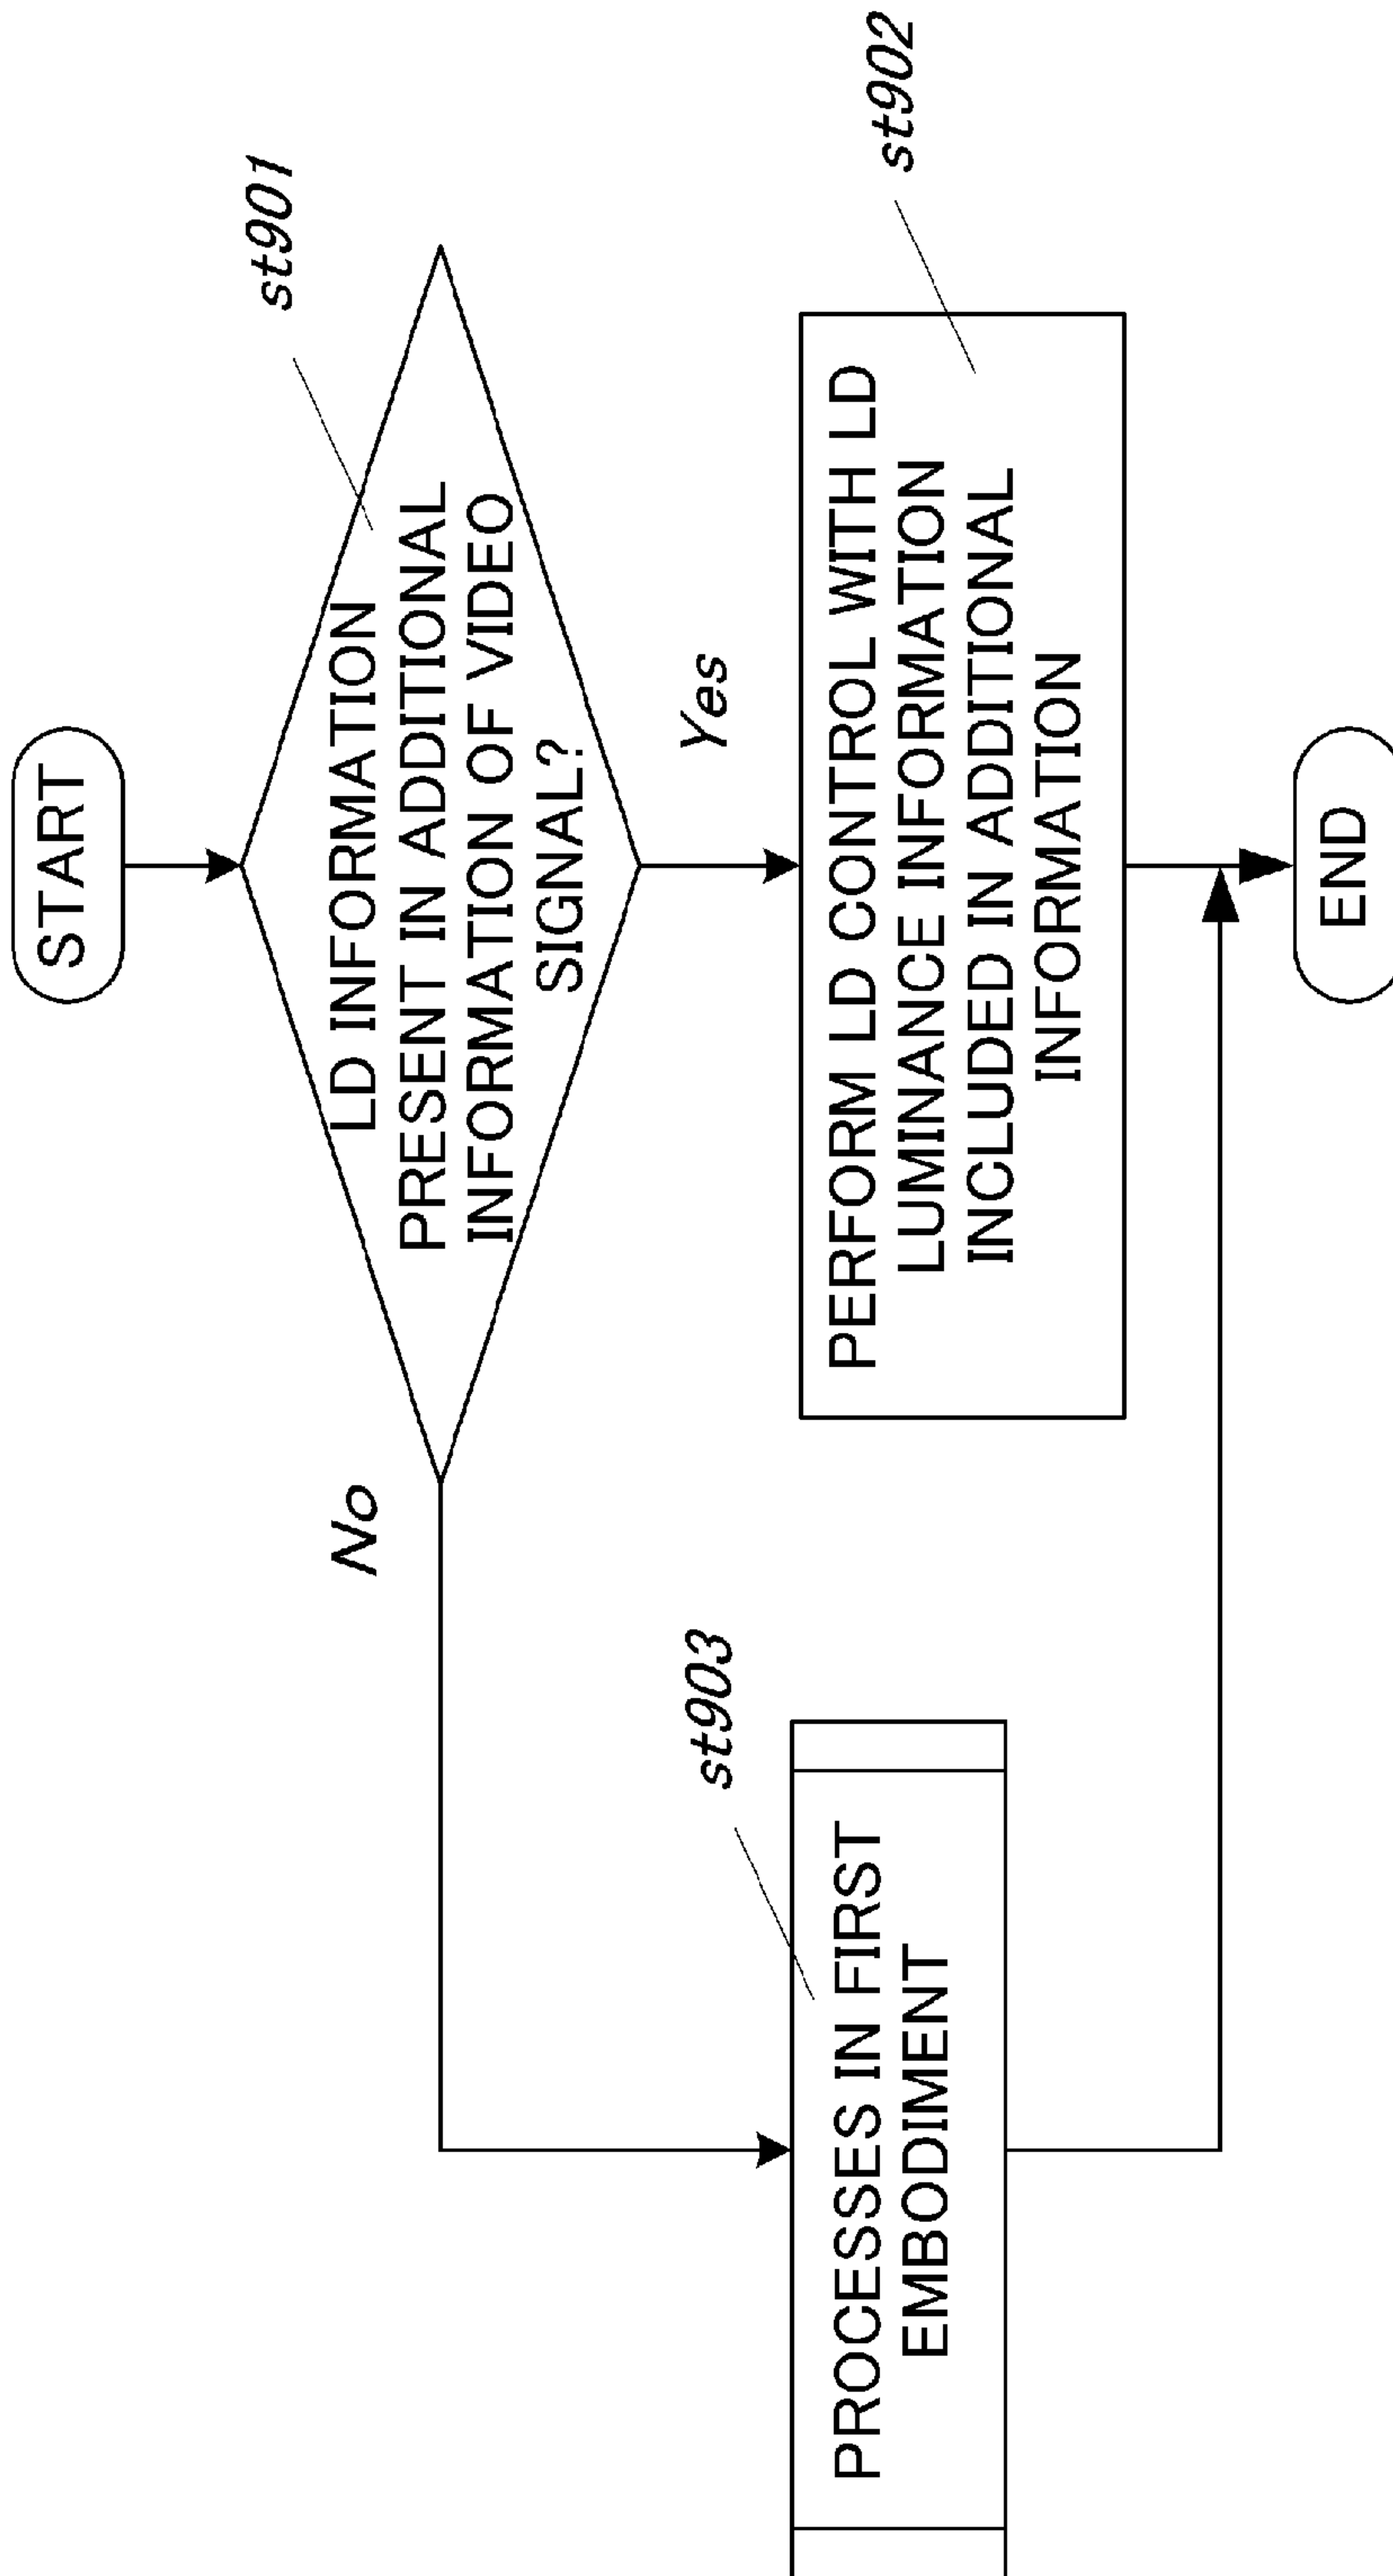 START
st901
LD INFORMATION
PRESENT IN ADDITIONAL
INFORMATION OF VIDEO
SIGNAL?
No
Yes
st902
PERFORM LD CONTROL WITH LD
LUMINANCE INFORMATION
INCLUDED IN ADDITIONAL
INFORMATION
st903
PROCESSES IN FIRST
EMBODIMENT
END